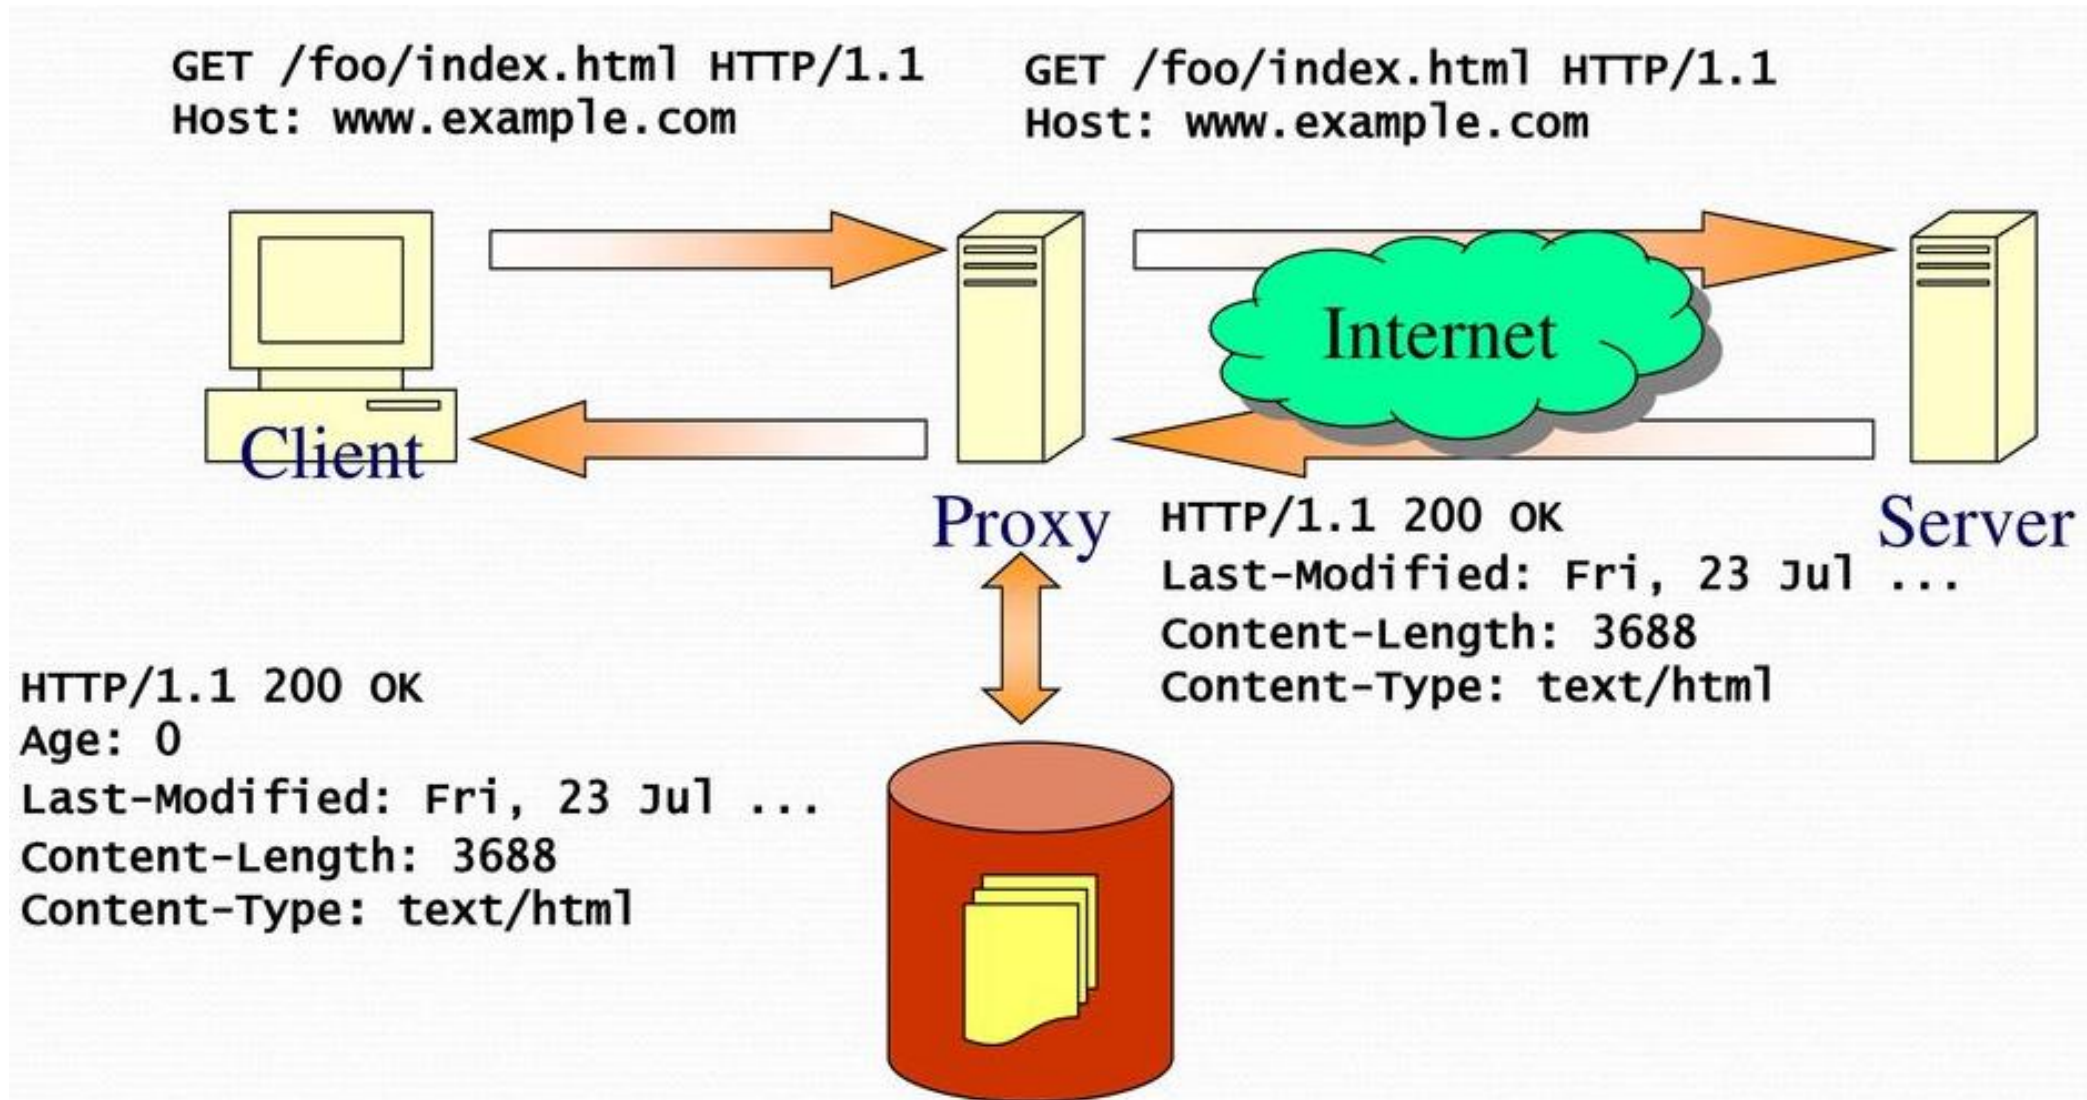 GET /foo/index.html HTTP/1.1
Host: www.example.com
GET /foo/index.html HTTP/1.1
Host: www.example.com
Internet
Client
Proxy
Server
HTTP/1.1 200 OK
Last-Modified: Fri, 23 Jul ...
Content-Length: 3688
Content-Type: text/html
HTTP/1.1 200 OK
Age: 0
Last-Modified: Fri, 23 Jul ...
Content-Length: 3688
Content-Type: text/html